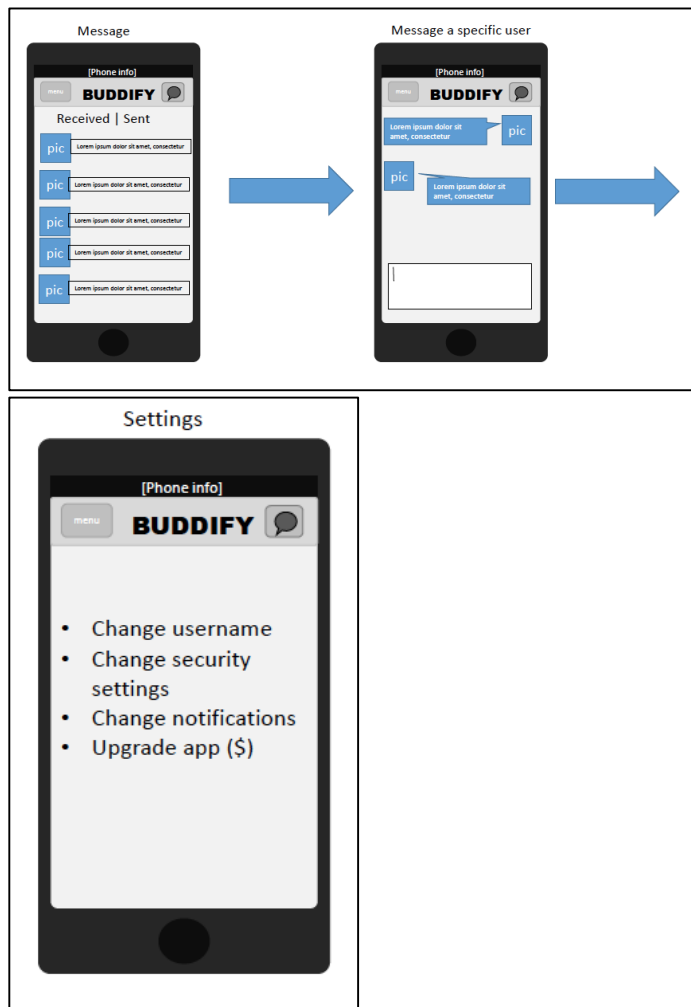 Message
[Phone info]
menu
BUDDIFY
Received | Sent
pic
Lorem ipsum dolor sit amet, consectetur
pic
Lorem ipsum dolor sit amet, consectetur
pic
Lorem ipsum dolor sit amet, consectetur
pic
Lorem ipsum dolor sit amet, consectetur
pic
Lorem ipsum dolor sit amet, consectetur
Message a specific user
[Phone info]
menu
BUDDIFY
Lorem ipsum dolor sit
amet, consectetur
pic
pic
Lorem ipsum dolor sit
amet, consectetur
Settings
[Phone info]
menu
BUDDIFY
• Change username
• Change security
settings
• Change notifications
• Upgrade app ($)